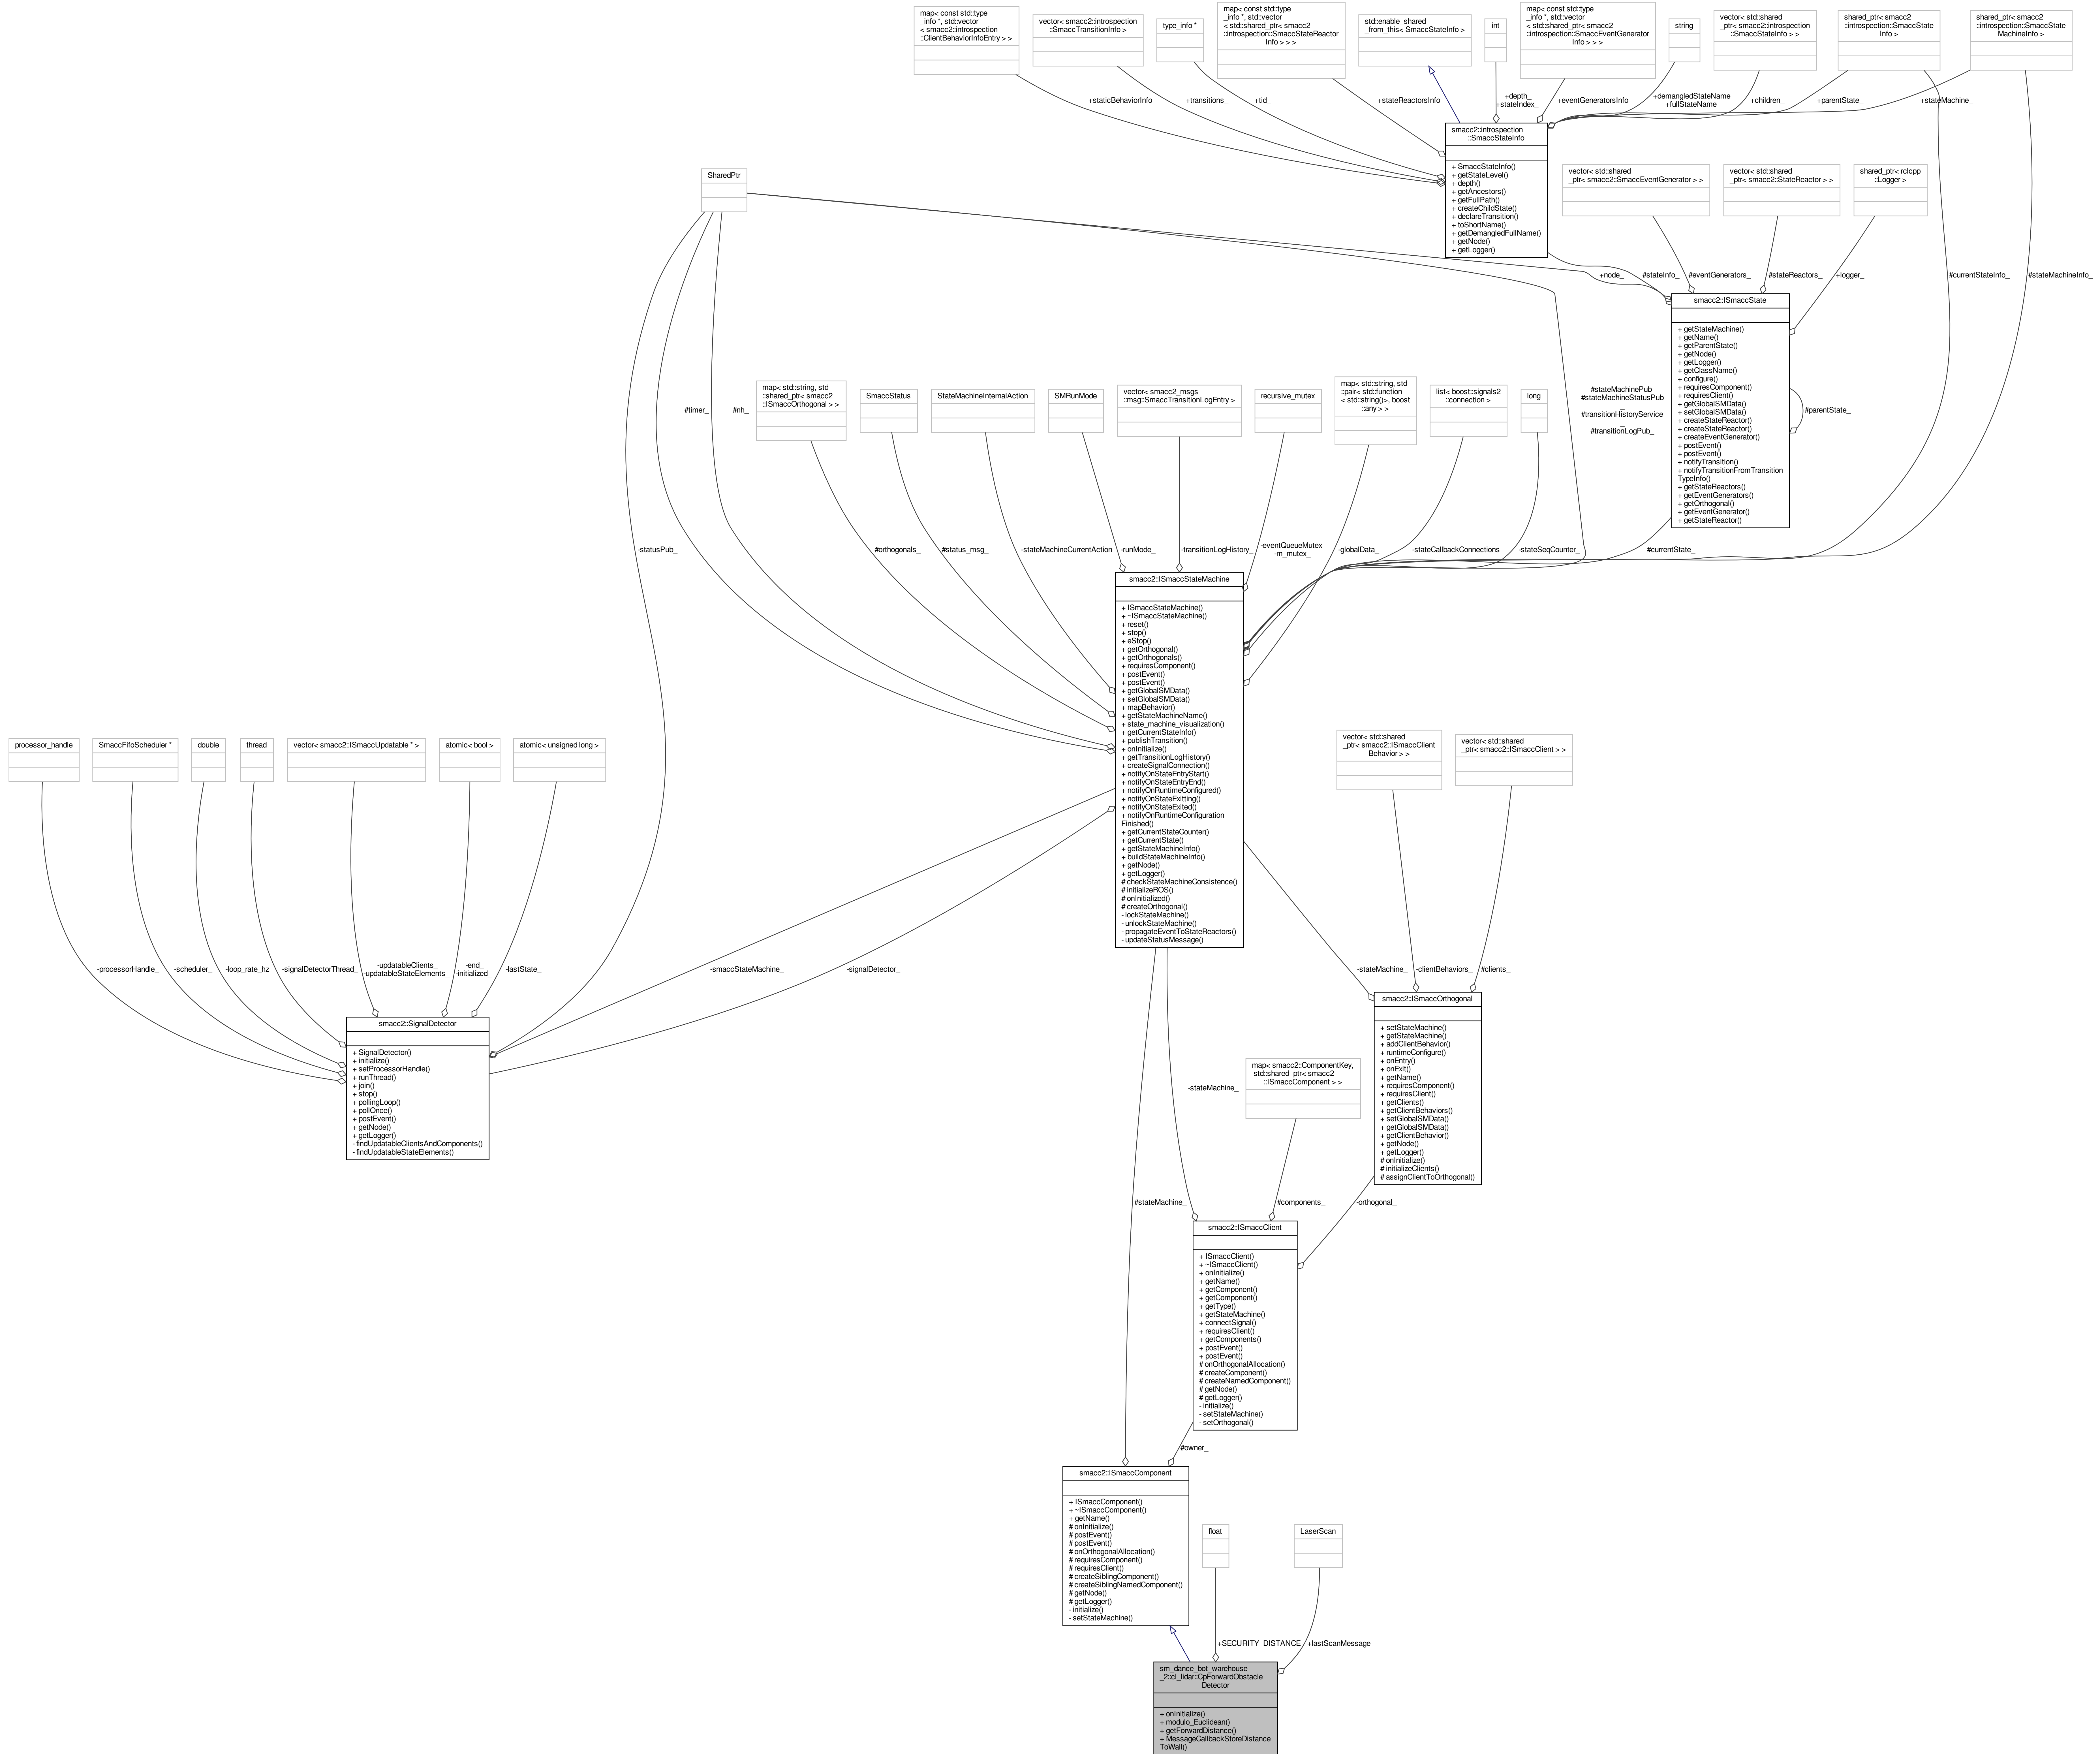 map< const std::type
_info *, std::vector
< smacc2::introspection
::ClientBehaviorInfoEntry > >
vector< smacc2::introspection
::SmaccTransitionInfo >
type_info *
map< const std::type
_info *, std::vector
< std::shared_ptr< smacc2
::introspection::SmaccStateReactor
Info > > >
std::enable_shared
_from_this< SmaccStateInfo >
int
map< const std::type
_info *, std::vector
< std::shared_ptr< smacc2
::introspection::SmaccEventGenerator
Info > > >
string
vector< std::shared
_ptr< smacc2::introspection
::SmaccStateInfo > >
shared_ptr< smacc2
::introspection::SmaccState
Info >
shared_ptr< smacc2
::introspection::SmaccState
MachineInfo >
+staticBehaviorInfo
+transitions_
+tid_
+stateReactorsInfo
+depth_
+stateIndex_
+eventGeneratorsInfo
+demangledStateName
+fullStateName
+children_
+parentState_
+stateMachine_
smacc2::introspection
::SmaccStateInfo
+ SmaccStateInfo()
+ getStateLevel()
+ depth()
+ getAncestors()
+ getFullPath()
+ createChildState()
+ declareTransition()
+ toShortName()
+ getDemangledFullName()
+ getNode()
+ getLogger()
SharedPtr
vector< std::shared
_ptr< smacc2::SmaccEventGenerator > >
vector< std::shared
_ptr< smacc2::StateReactor > >
shared_ptr< rclcpp
::Logger >
+node_
#stateInfo_
#eventGenerators_
#stateReactors_
+logger_
#currentStateInfo_
#stateMachineInfo_
smacc2::ISmaccState
+ getStateMachine()
+ getName()
+ getParentState()
+ getNode()
+ getLogger()
+ getClassName()
+ configure()
+ requiresComponent()
+ requiresClient()
+ getGlobalSMData()
+ setGlobalSMData()
+ createStateReactor()
+ createStateReactor()
+ createEventGenerator()
+ postEvent()
+ postEvent()
+ notifyTransition()
+ notifyTransitionFromTransition
TypeInfo()
+ getStateReactors()
+ getEventGenerators()
+ getOrthogonal()
+ getEventGenerator()
+ getStateReactor()
#parentState_
#timer_
#nh_
map< std::string, std
::shared_ptr< smacc2
::ISmaccOrthogonal > >
SmaccStatus
StateMachineInternalAction
SMRunMode
vector< smacc2_msgs
::msg::SmaccTransitionLogEntry >
recursive_mutex
map< std::string, std
::pair< std::function
< std::string()>, boost
::any > >
list< boost::signals2
::connection >
long
#stateMachinePub_
#stateMachineStatusPub
_
#transitionHistoryService
_
#transitionLogPub_
-statusPub_
#orthogonals_
#status_msg_
-stateMachineCurrentAction
-runMode_
-transitionLogHistory_
-eventQueueMutex_
-m_mutex_
-globalData_
-stateCallbackConnections
-stateSeqCounter_
#currentState_
smacc2::ISmaccStateMachine
+ ISmaccStateMachine()
+ ~ISmaccStateMachine()
+ reset()
+ stop()
+ eStop()
+ getOrthogonal()
+ getOrthogonals()
+ requiresComponent()
+ postEvent()
+ postEvent()
+ getGlobalSMData()
+ setGlobalSMData()
+ mapBehavior()
+ getStateMachineName()
+ state_machine_visualization()
+ getCurrentStateInfo()
+ publishTransition()
+ onInitialize()
+ getTransitionLogHistory()
+ createSignalConnection()
+ notifyOnStateEntryStart()
+ notifyOnStateEntryEnd()
+ notifyOnRuntimeConfigured()
+ notifyOnStateExitting()
+ notifyOnStateExited()
+ notifyOnRuntimeConfiguration
Finished()
+ getCurrentStateCounter()
+ getCurrentState()
+ getStateMachineInfo()
+ buildStateMachineInfo()
+ getNode()
+ getLogger()
# checkStateMachineConsistence()
# initializeROS()
# onInitialized()
# createOrthogonal()
- lockStateMachine()
- unlockStateMachine()
- propagateEventToStateReactors()
- updateStatusMessage()
processor_handle
SmaccFifoScheduler *
double
thread
vector< smacc2::ISmaccUpdatable * >
atomic< bool >
atomic< unsigned long >
vector< std::shared
_ptr< smacc2::ISmaccClient
Behavior > >
vector< std::shared
_ptr< smacc2::ISmaccClient > >
-processorHandle_
-scheduler_
-loop_rate_hz
-signalDetectorThread_
-updatableClients_
-updatableStateElements_
-end_
-initialized_
-lastState_
-smaccStateMachine_
-signalDetector_
-stateMachine_
-clientBehaviors_
#clients_
smacc2::SignalDetector
+ SignalDetector()
+ initialize()
+ setProcessorHandle()
+ runThread()
+ join()
+ stop()
+ pollingLoop()
+ pollOnce()
+ postEvent()
+ getNode()
+ getLogger()
- findUpdatableClientsAndComponents()
- findUpdatableStateElements()
smacc2::ISmaccOrthogonal
+ setStateMachine()
+ getStateMachine()
+ addClientBehavior()
+ runtimeConfigure()
+ onEntry()
+ onExit()
+ getName()
+ requiresComponent()
+ requiresClient()
+ getClients()
+ getClientBehaviors()
+ setGlobalSMData()
+ getGlobalSMData()
+ getClientBehavior()
+ getNode()
+ getLogger()
# onInitialize()
# initializeClients()
# assignClientToOrthogonal()
map< smacc2::ComponentKey,
std::shared_ptr< smacc2
::ISmaccComponent > >
-stateMachine_
#stateMachine_
#components_
-orthogonal_
smacc2::ISmaccClient
+ ISmaccClient()
+ ~ISmaccClient()
+ onInitialize()
+ getName()
+ getComponent()
+ getComponent()
+ getType()
+ getStateMachine()
+ connectSignal()
+ requiresClient()
+ getComponents()
+ postEvent()
+ postEvent()
# onOrthogonalAllocation()
# createComponent()
# createNamedComponent()
# getNode()
# getLogger()
- initialize()
- setStateMachine()
- setOrthogonal()
#owner_
smacc2::ISmaccComponent
+ ISmaccComponent()
+ ~ISmaccComponent()
+ getName()
# onInitialize()
# postEvent()
# postEvent()
# onOrthogonalAllocation()
# requiresComponent()
# requiresClient()
# createSiblingComponent()
# createSiblingNamedComponent()
# getNode()
# getLogger()
- initialize()
- setStateMachine()
float
LaserScan
+SECURITY_DISTANCE
+lastScanMessage_
sm_dance_bot_warehouse
_2::cl_lidar::CpForwardObstacle
Detector
+ onInitialize()
+ modulo_Euclidean()
+ getForwardDistance()
+ MessageCallbackStoreDistance
ToWall()